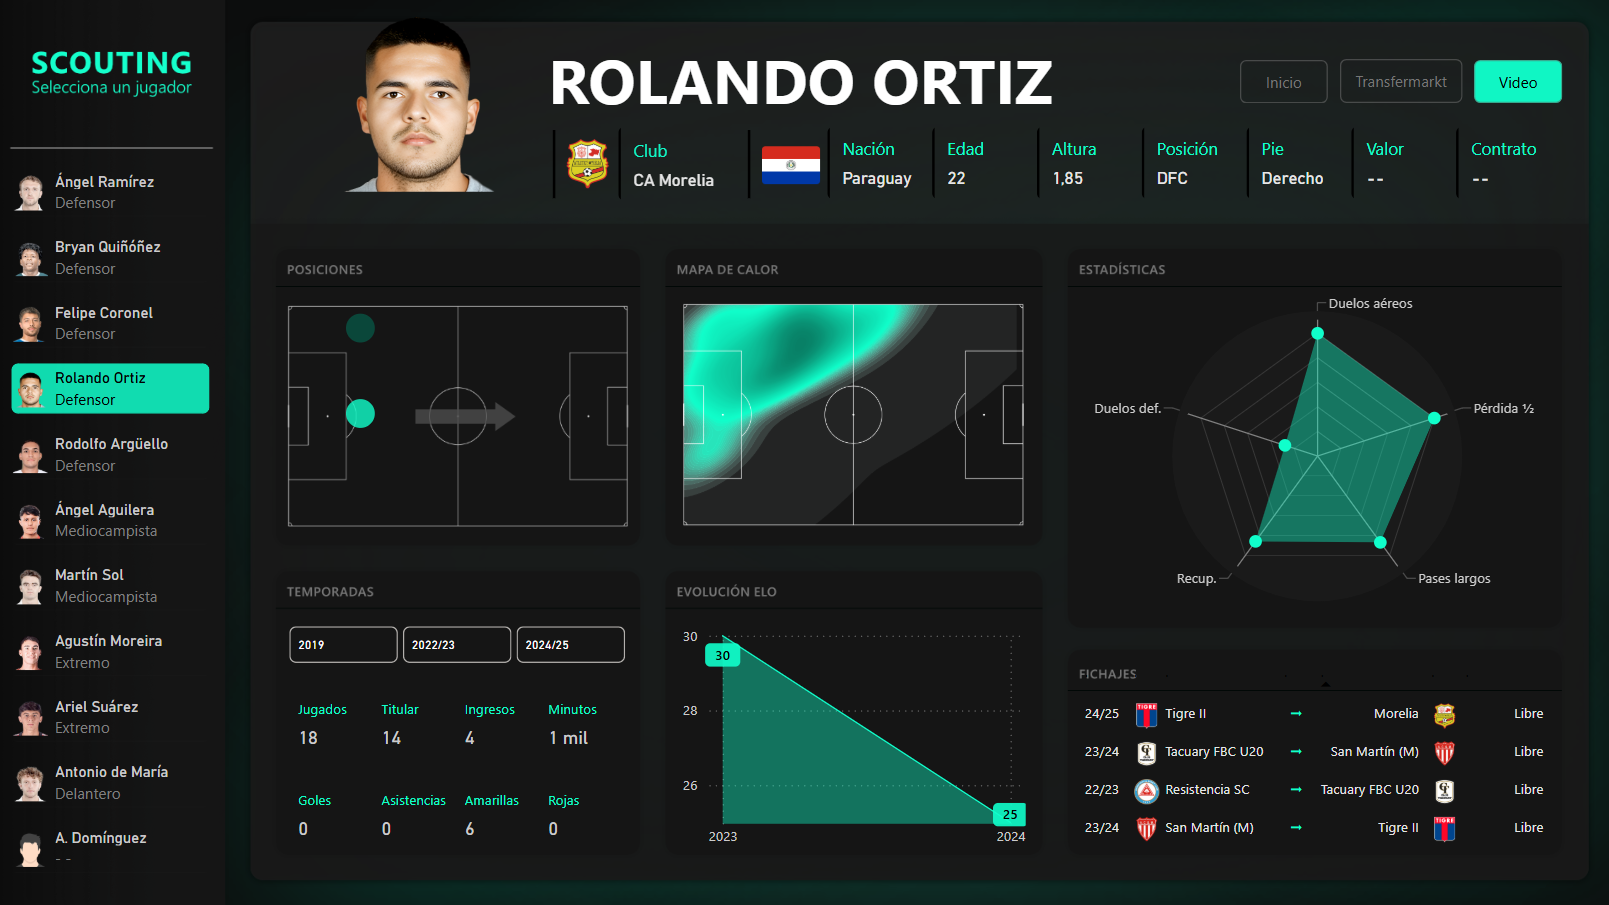 SCOUTING
Selecciona un jugador
Ángel Ramírez
Defensor
Bryan Quiñóñez
Defensor
Felipe Coronel
Defensor
Rolando Ortiz
Defensor
Rodolfo Argüello
Defensor
Ángel Aguilera
Mediocampista
Martín Sol
Mediocampista
Agustín Moreira
Extremo
Ariel Suárez
Extremo
Antonio de María
Delantero
A. Domínguez
- -
ROLANDO ORTIZ
Inicio
Transfermarkt
Video
Club
CA Morelia
Nación
Paraguay
Edad
22
Altura
1,85
Posición
DFC
Pie
Derecho
Valor
--
Contrato
--
POSICIONES
MAPA DE CALOR
ESTADÍSTICAS
Duelos aéreos
Duelos def.
Pérdida ½
Recup.
Pases largos
TEMPORADAS
2019 2022/23 2024/25
Jugados Titular Ingresos Minutos
18 14 4 1 mil
Goles Asistencias Amarillas Rojas
0 0 6 0
EVOLUCIÓN ELO
30
30
28
26
25
2023 2024
FICHAJES
24/25 TIGRE Tigre II → Morelia Libre
23/24 Tacuary FBC U20 → San Martín (M) Libre
22/23 Resistencia SC → Tacuary FBC U20 Libre
23/24 San Martín (M) → Tigre II TIGRE Libre